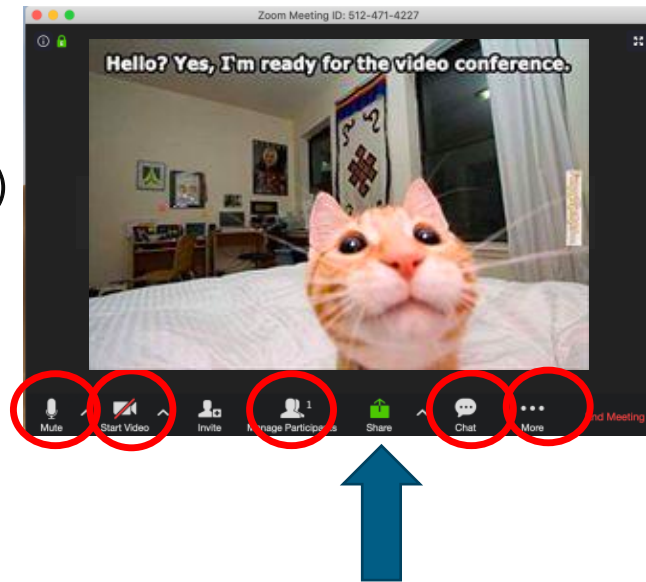 Zoom Meeting ID: 512-471-4227
Hello? Yes, I'm ready for the video conference.
)
1
Mute Start Video Invite Manage Participants Share Chat More nd Meeting